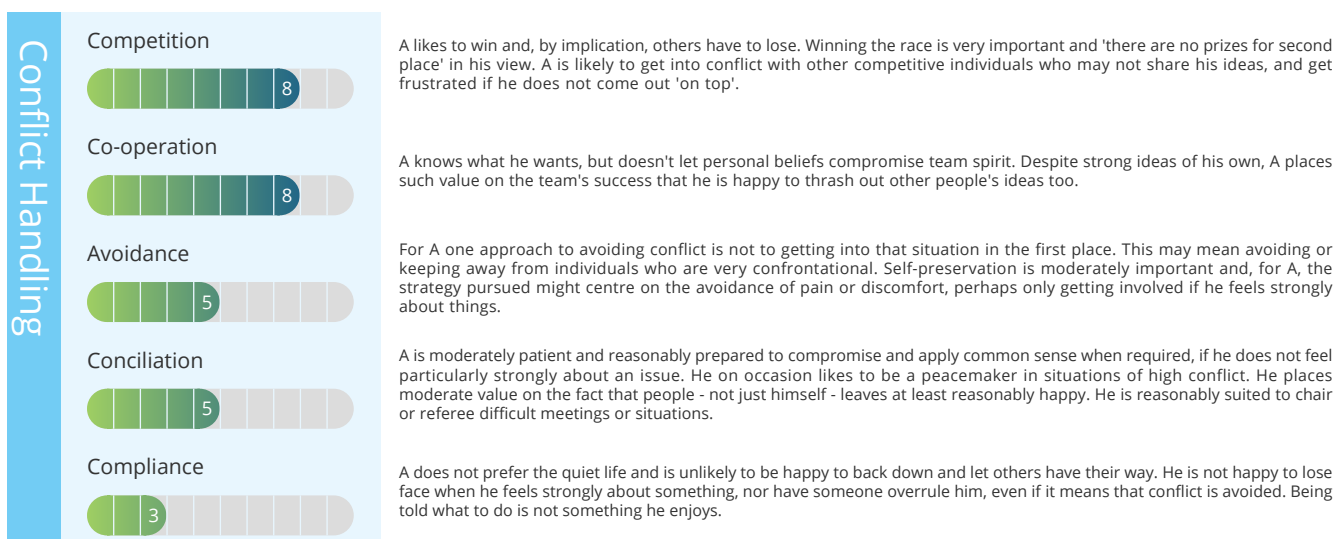 Conflict Handling
Competition
8
A likes to win and, by implication, others have to lose. Winning the race is very important and 'there are no prizes for second
place' in his view. A is likely to get into conflict with other competitive individuals who may not share his ideas, and get
frustrated if he does not come out 'on top'.
Co-operation
8
A knows what he wants, but doesn't let personal beliefs compromise team spirit. Despite strong ideas of his own, A places
such value on the team's success that he is happy to thrash out other people's ideas too.
Avoidance
5
For A one approach to avoiding conflict is not to getting into that situation in the first place. This may mean avoiding or
keeping away from individuals who are very confrontational. Self-preservation is moderately important and, for A, the
strategy pursued might centre on the avoidance of pain or discomfort, perhaps only getting involved if he feels strongly
about things.
Conciliation
5
A is moderately patient and reasonably prepared to compromise and apply common sense when required, if he does not feel
particularly strongly about an issue. He on occasion likes to be a peacemaker in situations of high conflict. He places
moderate value on the fact that people - not just himself - leaves at least reasonably happy. He is reasonably suited to chair
or referee difficult meetings or situations.
Compliance
3
A does not prefer the quiet life and is unlikely to be happy to back down and let others have their way. He is not happy to lose
face when he feels strongly about something, nor have someone overrule him, even if it means that conflict is avoided. Being
told what to do is not something he enjoys.